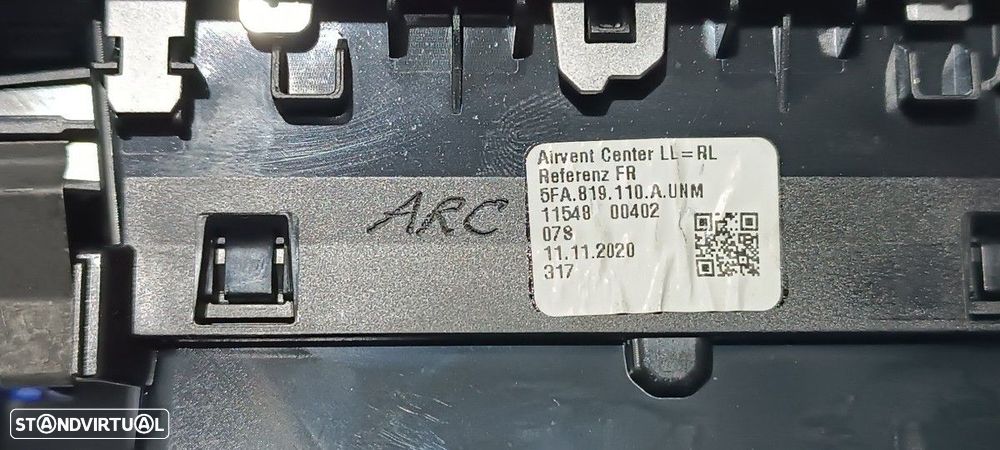 Airvent Center LL=RL
Referenz FR
5FA.819.110.A.UNM
11548 00402
078
11.11.2020
317
ARC
STANDVIRTUAL